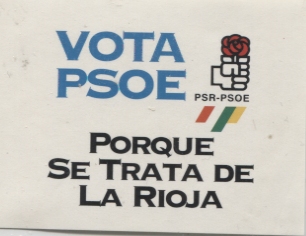 VOTA
PSOE
PSR-PSOE
PORQUE
SE TRATA DE
LA RIOJA